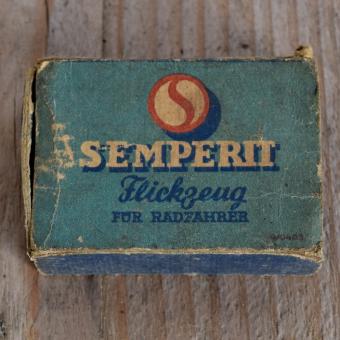 S
SEMPERIT
Flickzeug
FÜR RADFAHRER